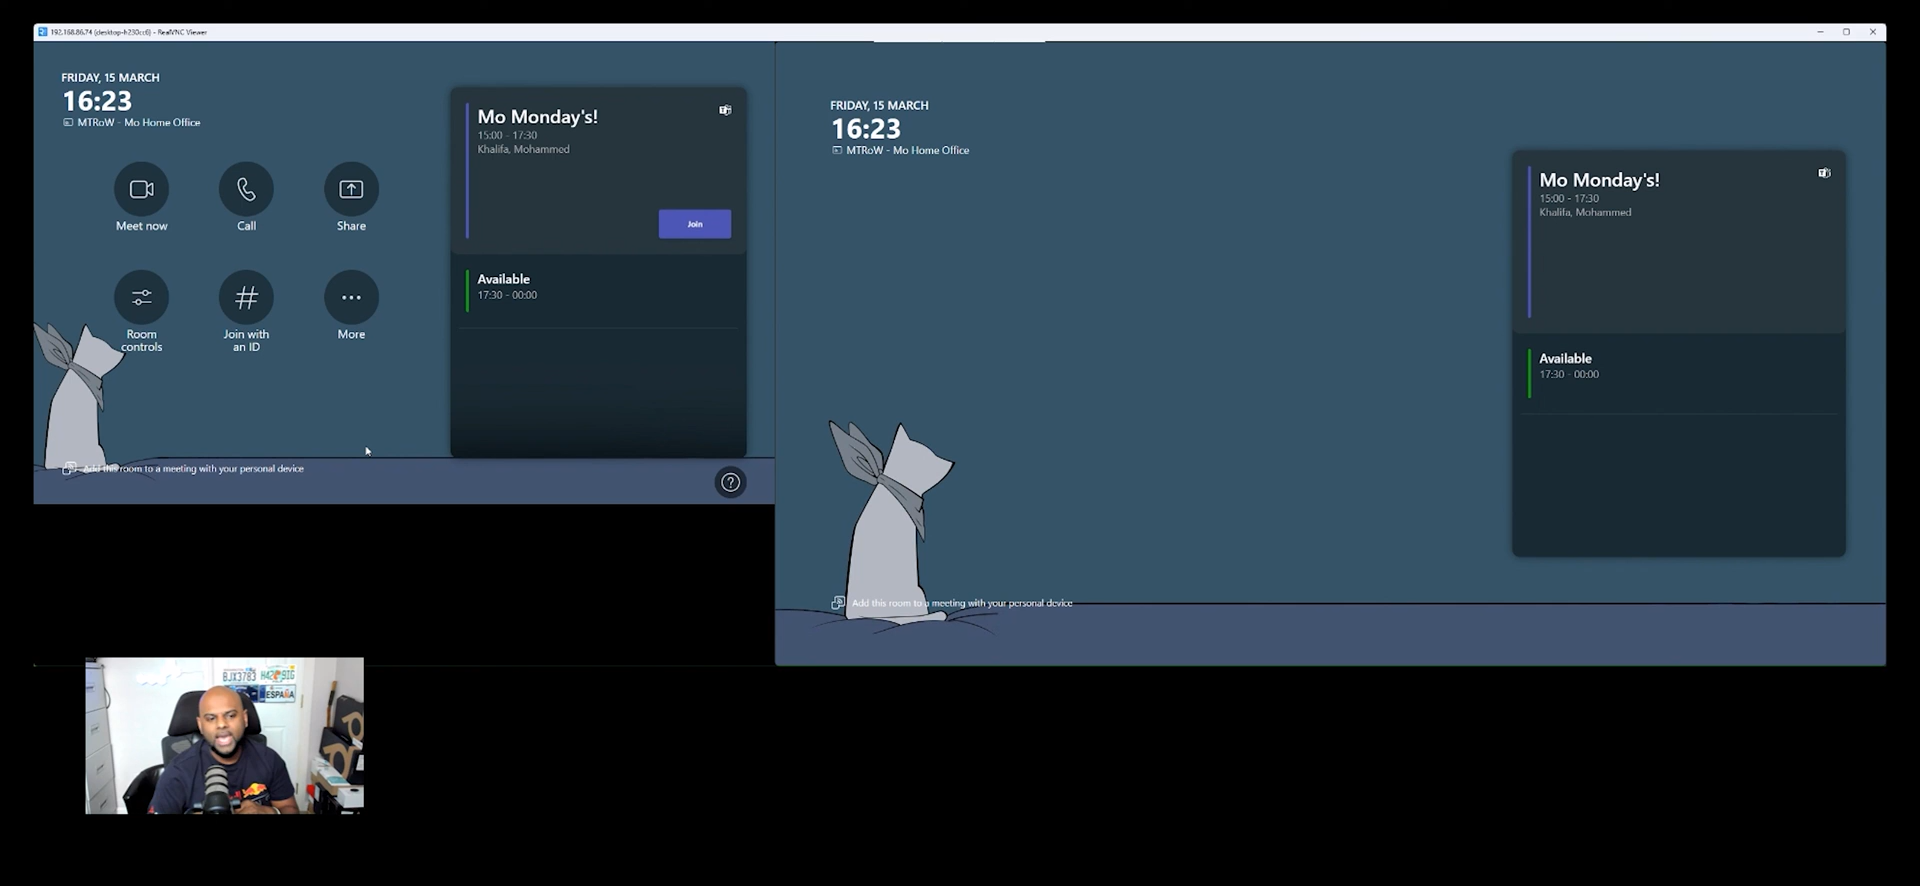 192.168.86.74 (desktop-h230cc6) - RealVNC Viewer
FRIDAY, 15 MARCH
16:23
MTRoW - Mo Home Office
Meet now
Call
Share
Room
controls
Join with
an ID
More
Mo Monday's!
15:00 - 17:30
Khalifa, Mohammed
Join
Available
17:30 - 00:00
Add this room to a meeting with your personal device
FRIDAY, 15 MARCH
16:23
MTRoW - Mo Home Office
Mo Monday's!
15:00 - 17:30
Khalifa, Mohammed
Available
17:30 - 00:00
Add this room to a meeting with your personal device
BJX3783
ESPAÑA